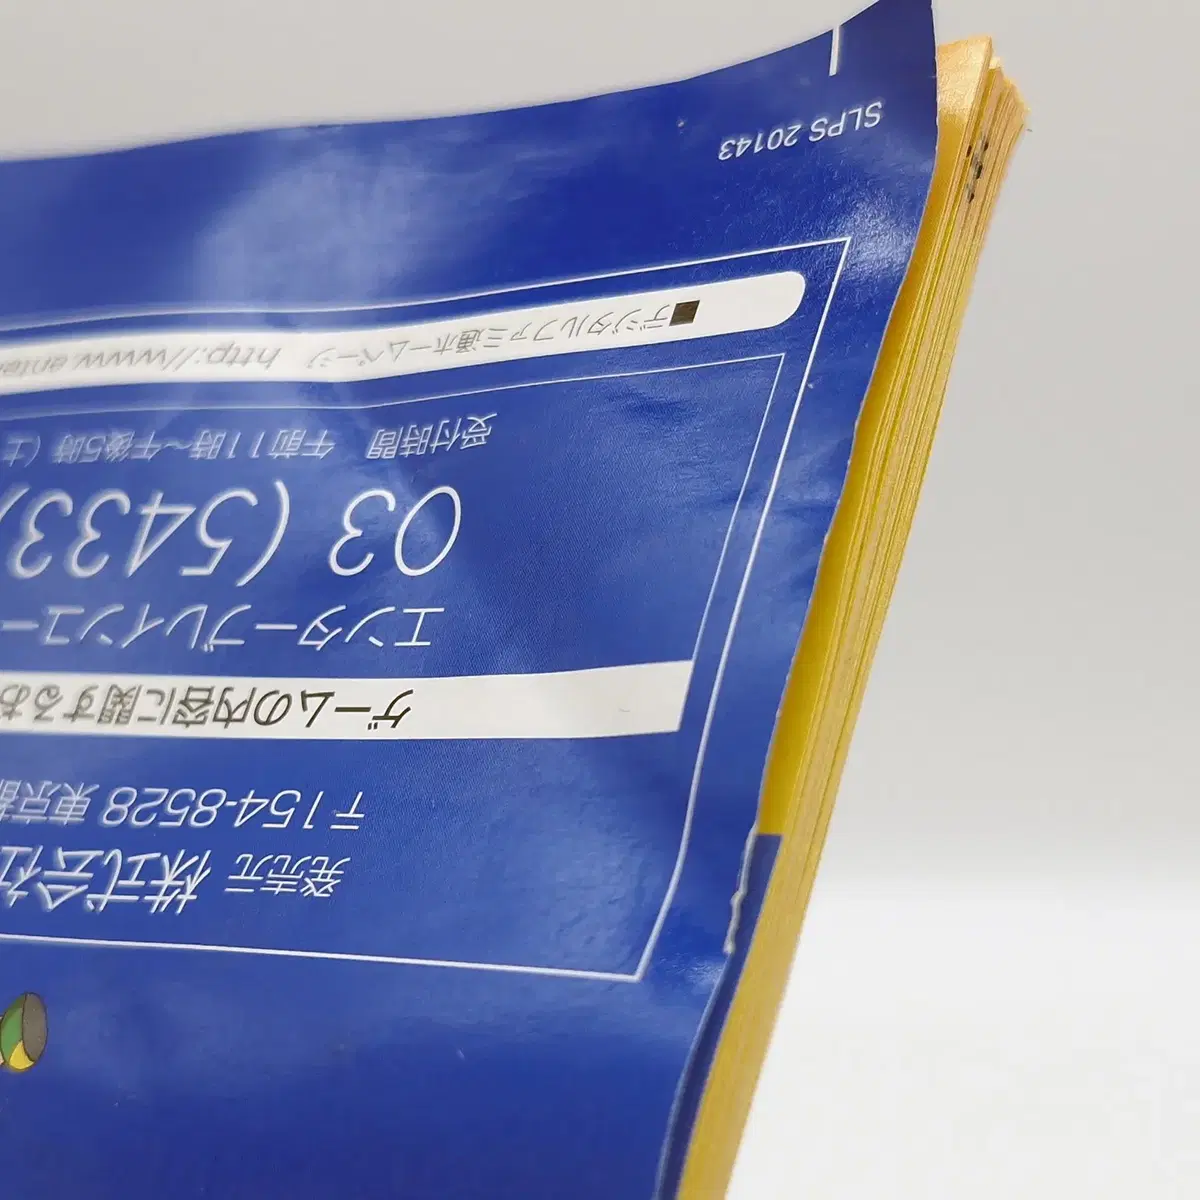 発売元 株式会社
〒154-8528 東京都
ゲームの内容に関するお
エンターブレインユー
03 (5433)
受付時間 午前11時〜午後5時 (土
■デジタルファミ通ホームページ http://www.enter
SLPS 20143